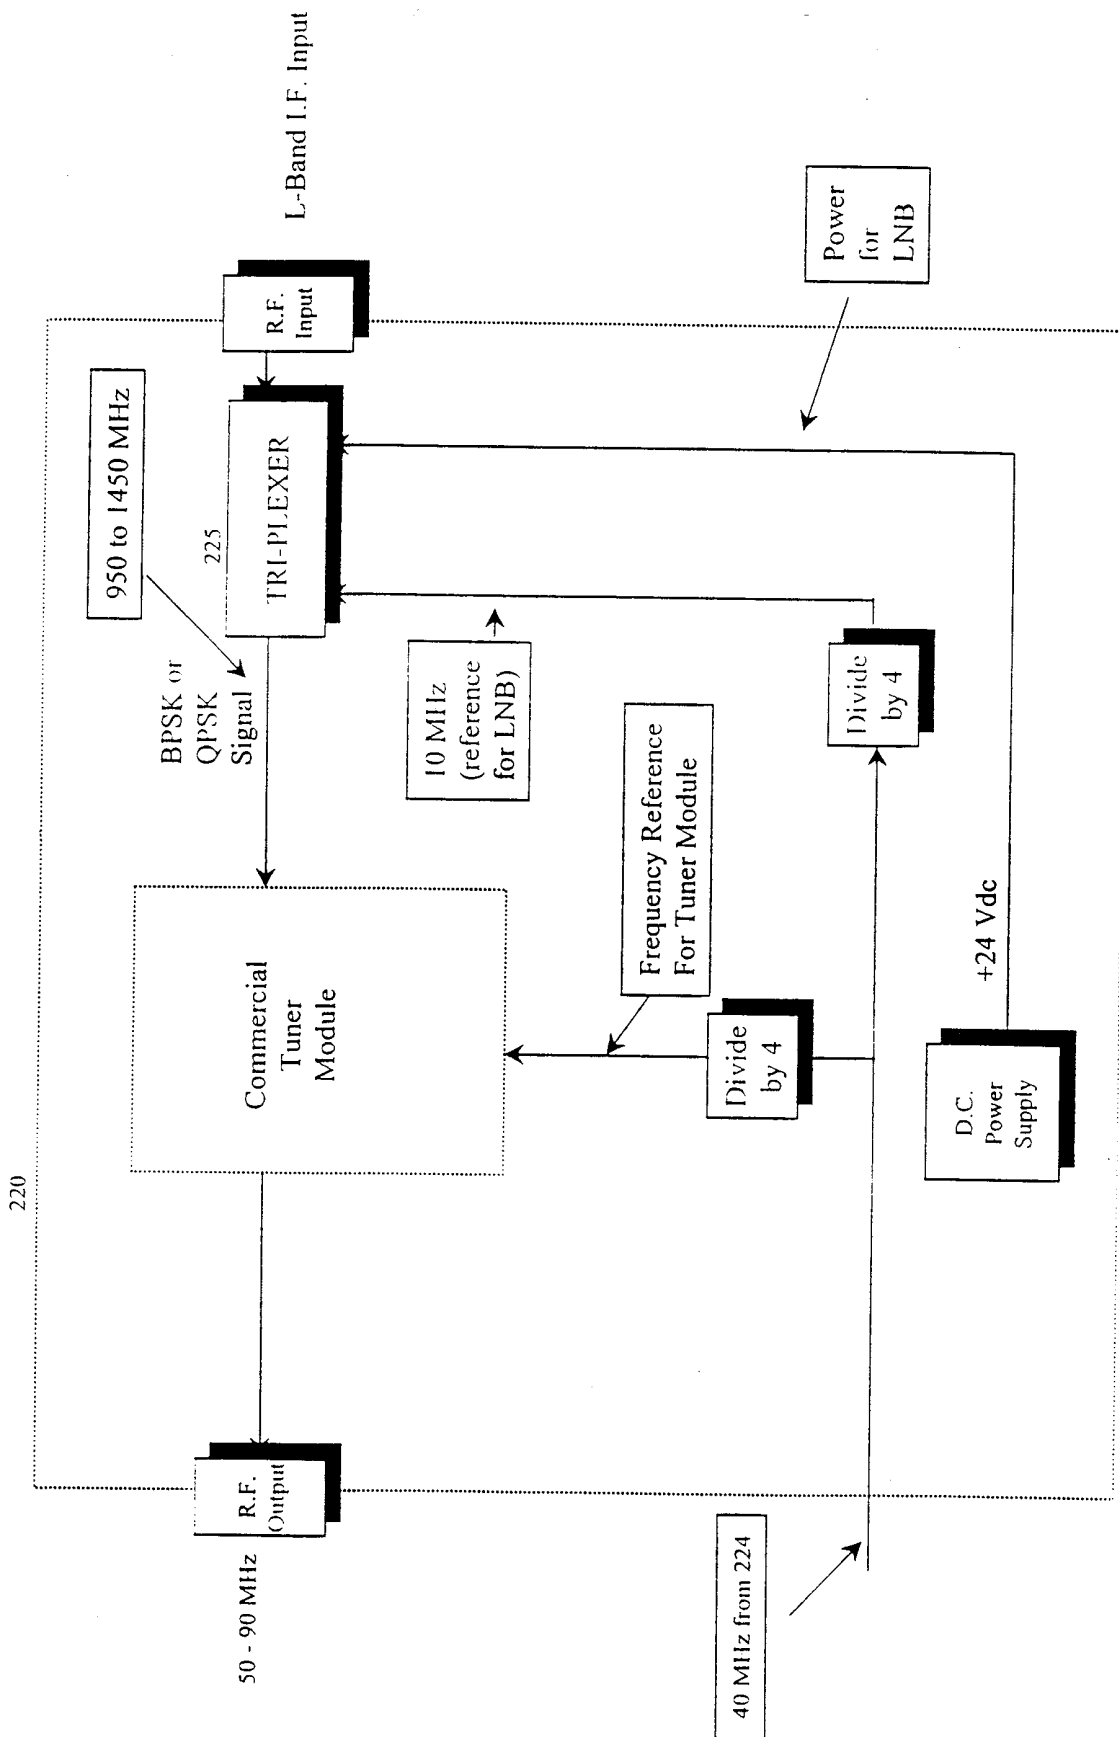 220
50 - 90 MHz
R.F.
Output
Commercial
Tuner
Module
BPSK or
QPSK
Signal
950 to 1450 MHz
225
TRI-PLEXER
R.F.
Input
L-Band I.F. Input
10 MHz
(reference
for LNB)
Frequency Reference
For Tuner Module
Divide
by 4
Divide
by 4
40 MHz from 224
D.C.
Power
Supply
+24 Vdc
Power
for
LNB